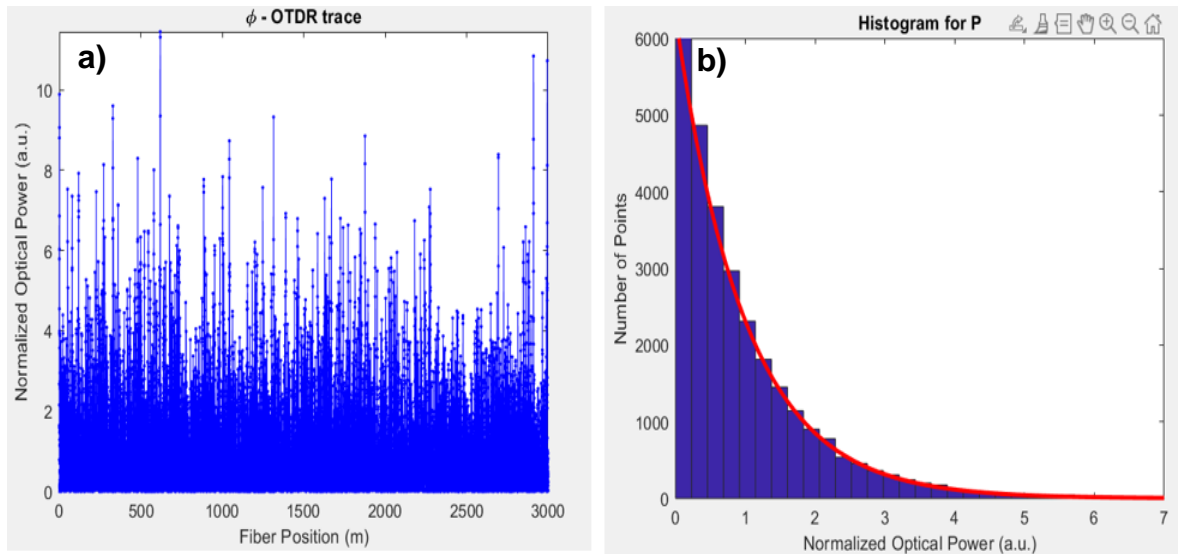 ϕ - OTDR trace
a)
Normalized Optical Power (a.u.)
10
8
6
4
2
0
0 500 1000 1500 2000 2500 3000
Fiber Position (m)
Histogram for P
b)
Number of Points
6000
5000
4000
3000
2000
1000
0
0 1 2 3 4 5 6 7
Normalized Optical Power (a.u.)